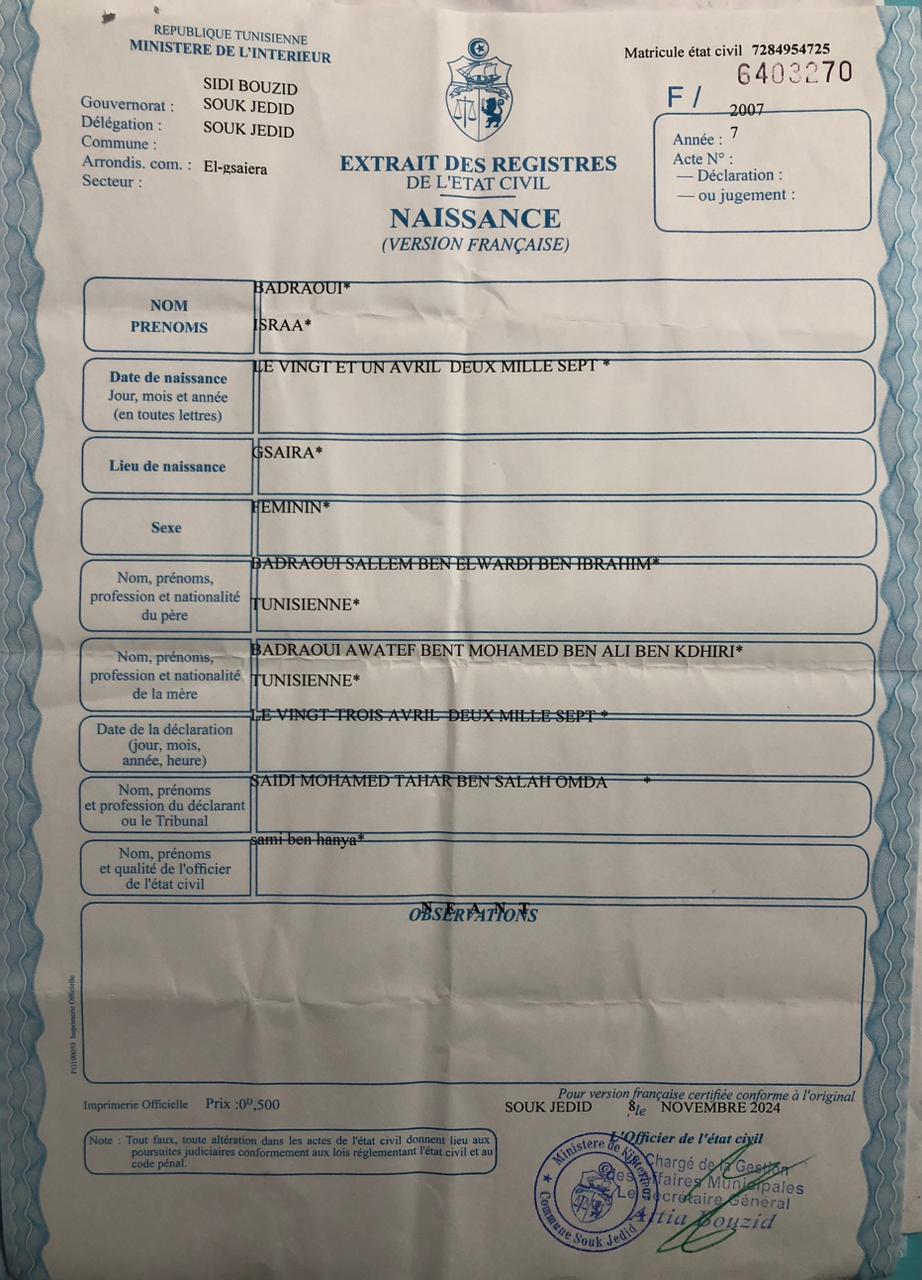 REPUBLIQUE TUNISIENNE
MINISTERE DE L'INTERIEUR
SIDI BOUZID
Gouvernorat : SOUK JEDID
Délégation : SOUK JEDID
Commune :
Arrondis. com. : El-gsaiera
Secteur :
Matricule état civil 7284954725
6403270
F /
2007
Année : 7
Acte N° :
— Déclaration :
— ou jugement :
EXTRAIT DES REGISTRES
DE L'ETAT CIVIL
NAISSANCE
(VERSION FRANÇAISE)
NOM
PRENOMS
BADRAOUI*
ISRAA*
Date de naissance
Jour, mois et année
(en toutes lettres)
LE VINGT ET UN AVRIL DEUX MILLE SEPT *
Lieu de naissance
GSAIRA*
Sexe
FEMININ*
Nom, prénoms,
profession et nationalité
du père
BADRAOUI SALLEM BEN ELWARDI BEN IBRAHIM*
TUNISIENNE*
Nom, prénoms,
profession et nationalité
de la mère
BADRAOUI AWATEF BENT MOHAMED BEN ALI BEN KDHIRI*
TUNISIENNE*
Date de la déclaration
(jour, mois,
année, heure)
LE VINGT-TROIS AVRIL DEUX MILLE SEPT *
Nom, prénoms
et profession du déclarant
ou le Tribunal
SAIDI MOHAMED TAHAR BEN SALAH OMDA *
Nom, prénoms
et qualité de l'officier
de l'état civil
sami ben hanya*
N E A N T
OBSERVATIONS
FG100059 Imprimerie Officielle
Imprimerie Officielle Prix :0ᴰ,500
Pour version française certifiée conforme à l'original
SOUK JEDID 8 le NOVEMBRE 2024
Note : Tout faux, toute altération dans les actes de l'état civil donnent lieu aux
poursuites judiciaires conformement aux lois réglementant l'état civil et au
code pénal.
L'Officier de l'état civil
Chargé de la Gestion
des Affaires Municipales
Le Secrétaire Général
Attia Bouzid
Ministere de l'Interieur
Commune Souk Jedid